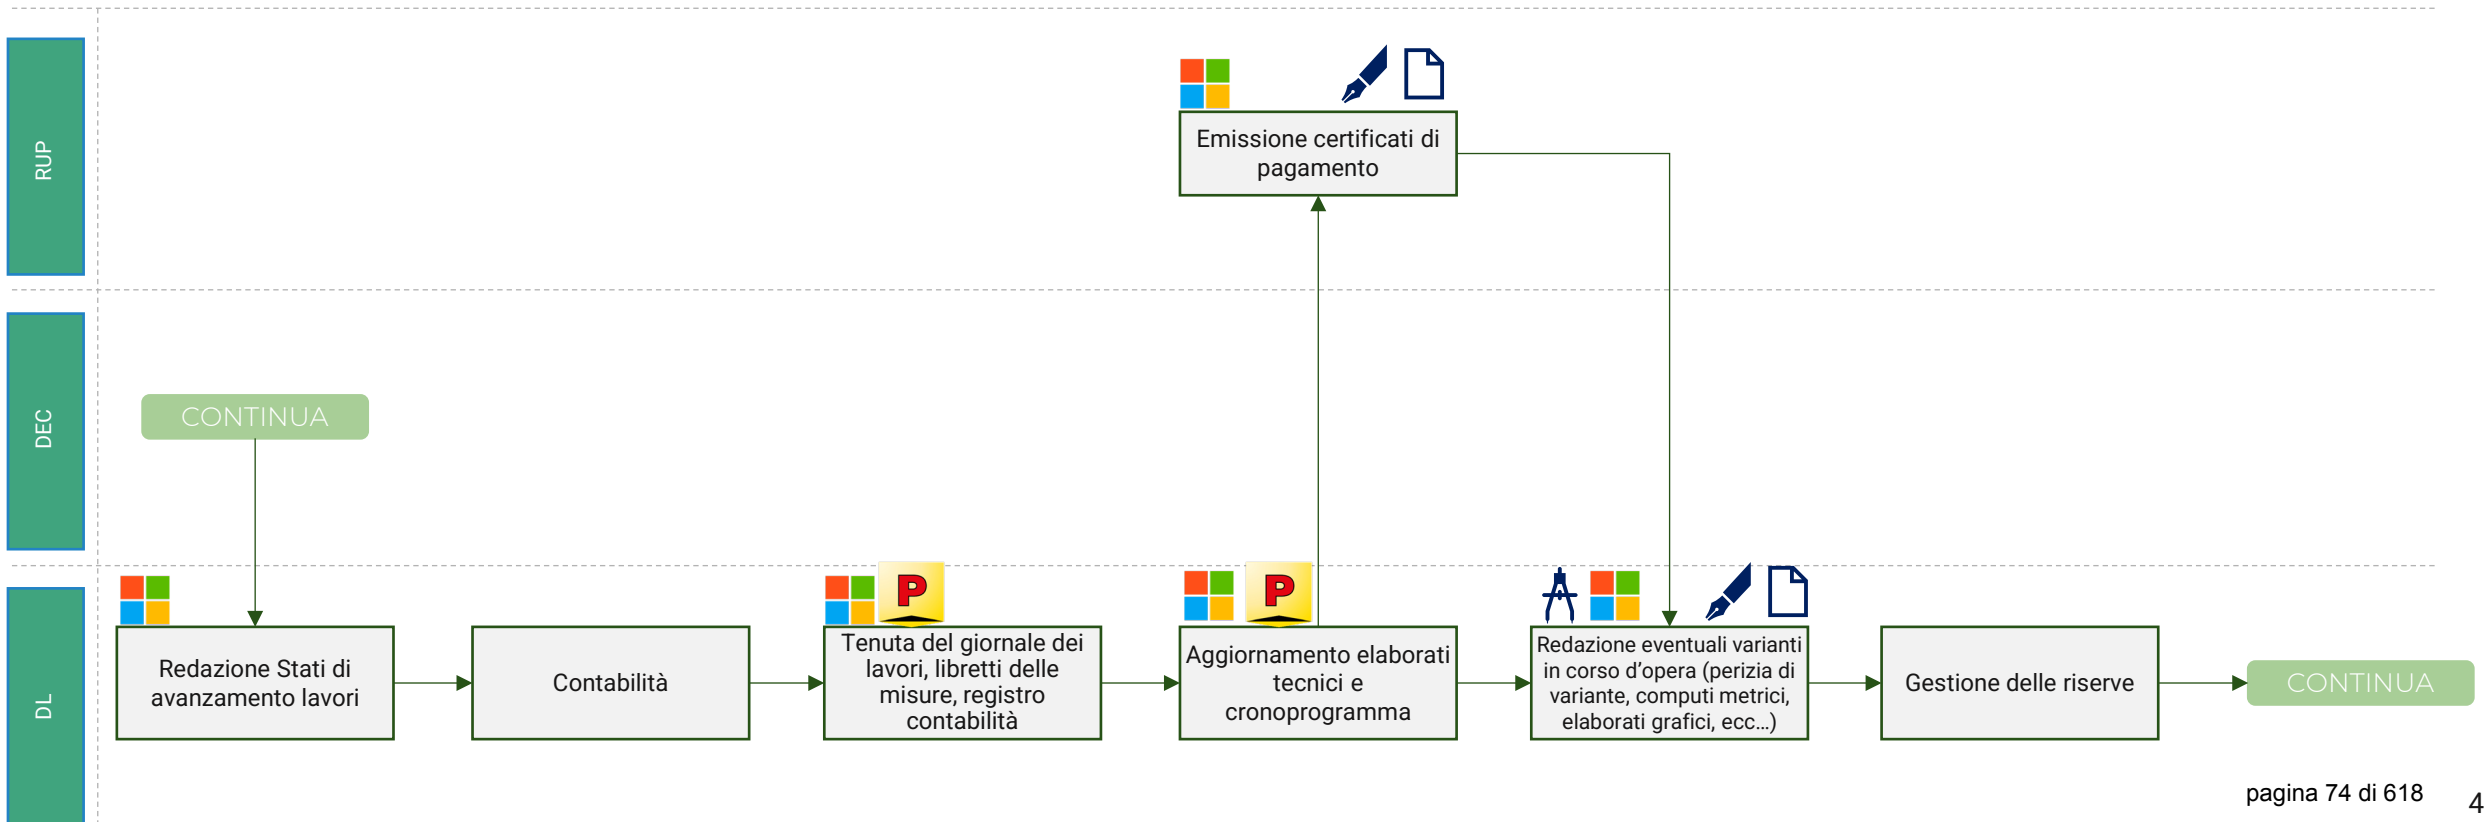 RUP
Emissione certificati di
pagamento
DEC
CONTINUA
DL
Redazione Stati di
avanzamento lavori
Contabilità
P
Tenuta del giornale dei
lavori, libretti delle
misure, registro
contabilità
P
Aggiornamento elaborati
tecnici e
cronoprogramma
Redazione eventuali varianti
in corso d’opera (perizia di
variante, computi metrici,
elaborati grafici, ecc...)
Gestione delle riserve
CONTINUA
pagina 74 di 618
4